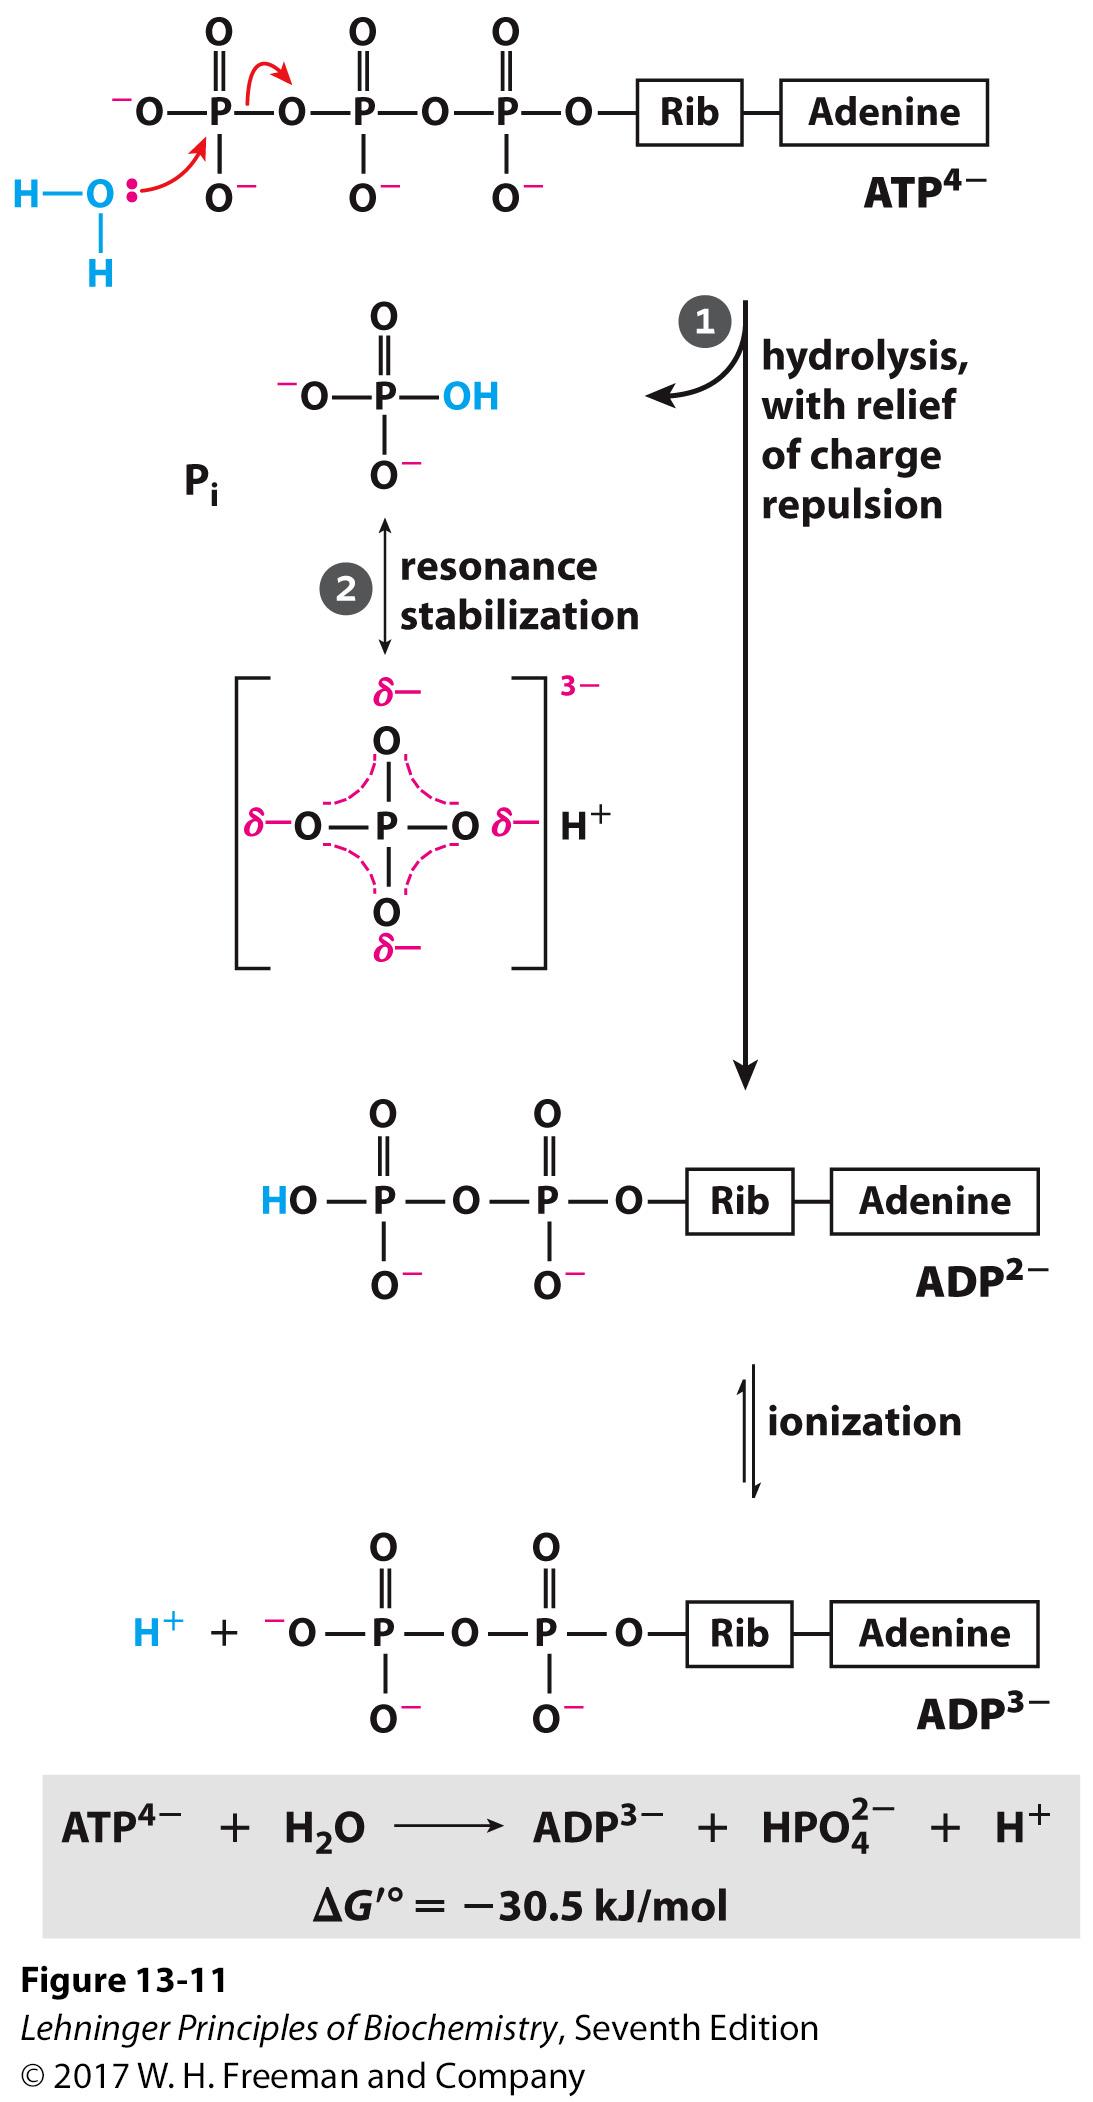 O O O
⁻O—P—O—P—O—P—O—Rib—Adenine
H—O: O⁻ O⁻ O⁻
ATP⁴⁻
H
O
1
hydrolysis,
with relief
of charge
repulsion
⁻O—P—OH
O⁻
Pᵢ
2
resonance
stabilization
δ—
3—
O
δ—O—P—O δ—
H⁺
O
δ—
O O
HO—P—O—P—O—Rib—Adenine
O⁻ O⁻
ADP²⁻
ionization
O O
H⁺ + ⁻O—P—O—P—O—Rib—Adenine
O⁻ O⁻
ADP³⁻
ATP⁴⁻ + H₂O ⟶ ADP³⁻ + HPO₄²⁻ + H⁺
ΔG′° = −30.5 kJ/mol
Figure 13-11
Lehninger Principles of Biochemistry, Seventh Edition
© 2017 W. H. Freeman and Company